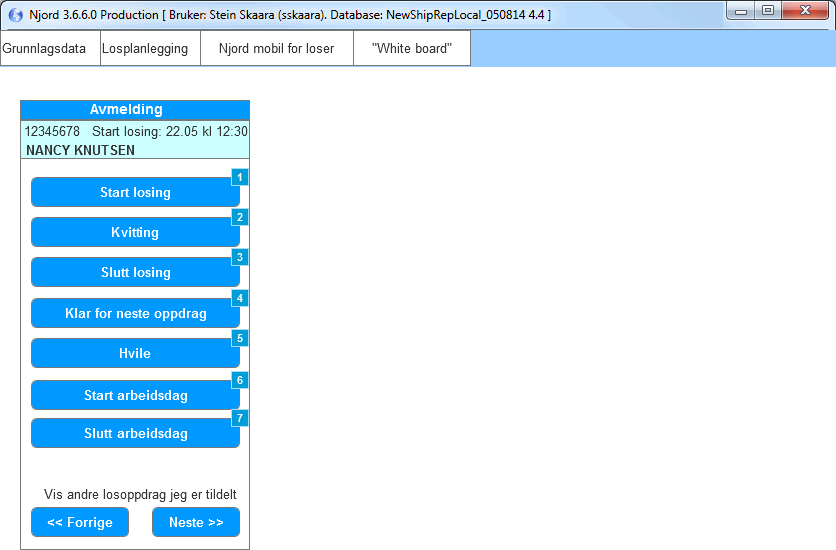 Njord 3.6.6.0 Production [ Bruker: Stein Skaara (sskaara). Database: NewShipRepLocal_050814 4.4 ]
Grunnlagsdata Losplanlegging Njord mobil for loser "White board"
Avmelding
12345678 Start losing: 22.05 kl 12:30
NANCY KNUTSEN
1
Start losing
2
Kvitting
3
Slutt losing
4
Klar for neste oppdrag
5
Hvile
6
Start arbeidsdag
7
Slutt arbeidsdag
Vis andre losoppdrag jeg er tildelt
<< Forrige Neste >>